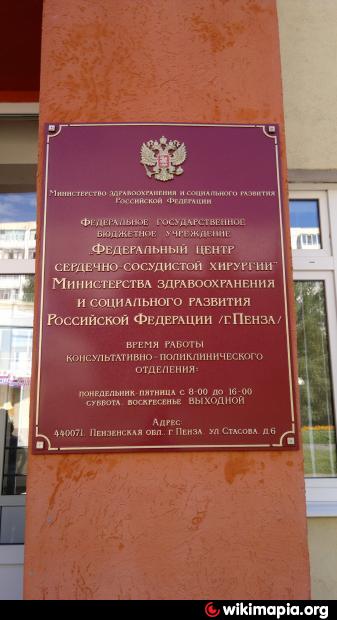 Министерство здравоохранения и социального развития
Российской Федерации
Федеральное государственное
бюджетное учреждение
„Федеральный центр
сердечно-сосудистой хирургии"
Министерства здравоохранения
и социального развития
Российской Федерации /г.Пенза/
время работы
консультативно-поликлинического
отделения:
понедельник-пятница с 8-00 до 16-00
суббота, воскресенье выходной
Адрес:
440071, Пензенская обл., г. Пенза, ул. Стасова, д.6
wikimapia.org